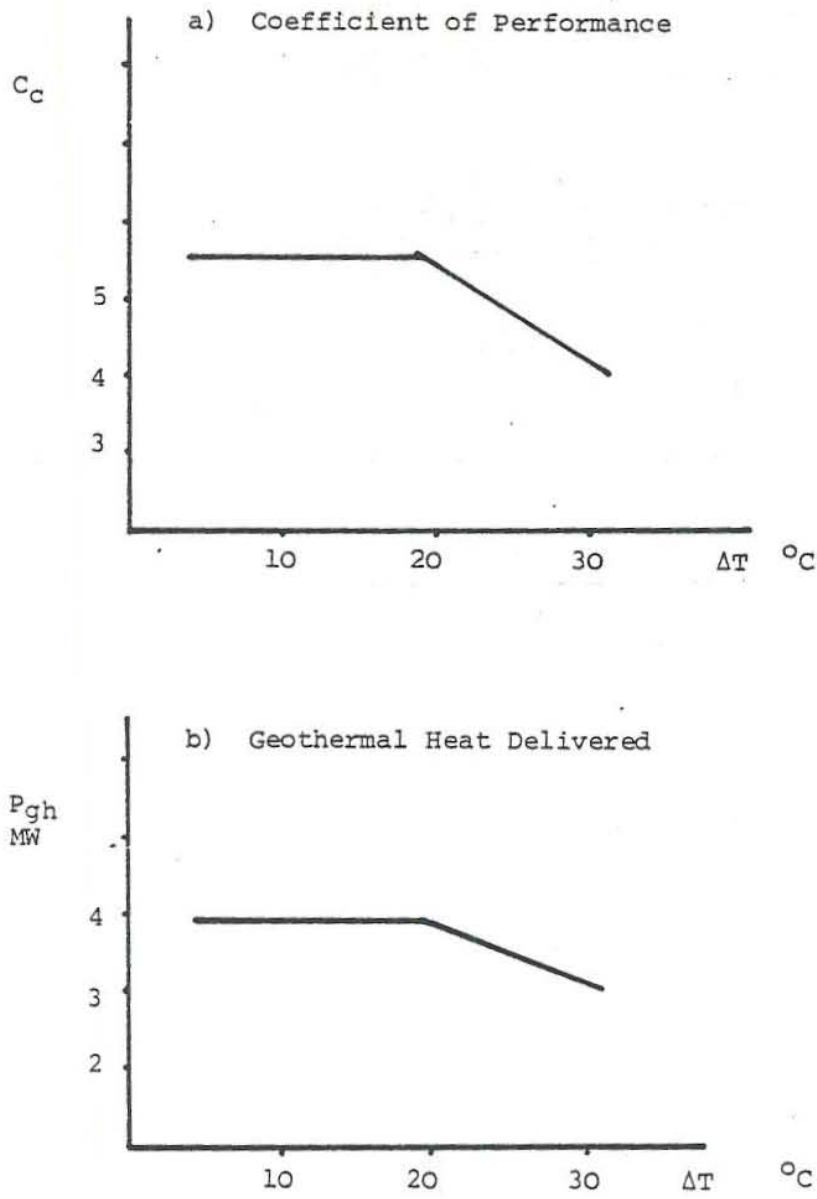 a) Coefficient of Performance
Cc
5
4
3
10 20 30 ΔT °C
b) Geothermal Heat Delivered
Pgh
MW
4
3
2
10 20 30 ΔT °C